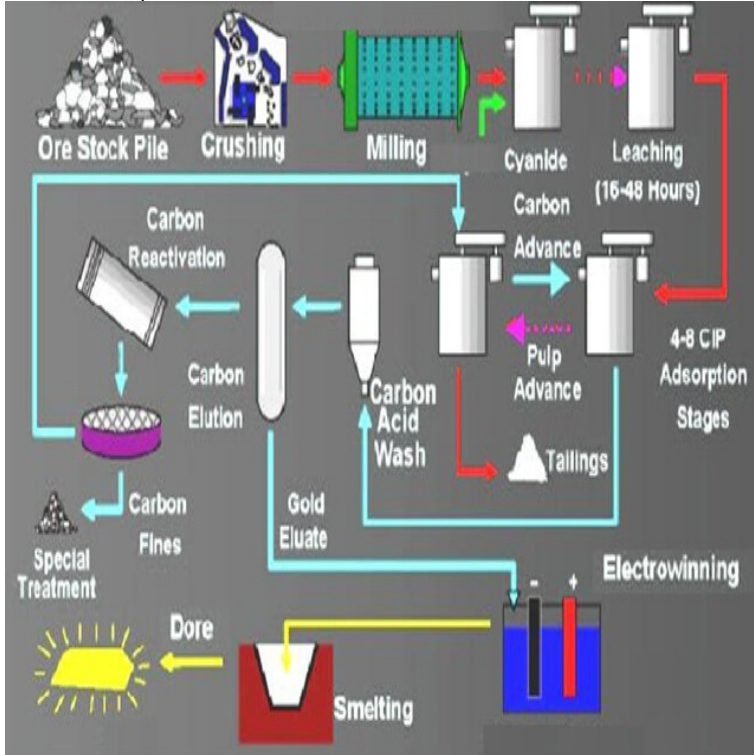 Ore Stock Pile
Crushing
Milling
Cyanide
Leaching
(16-48 Hours)
Carbon
Reactivation
Carbon
Advance
Carbon
Elution
Carbon
Acid
Wash
Pulp
Advance
4-8 CIP
Adsorption
Stages
Tailings
Carbon
Fines
Special
Treatment
Gold
Eluate
Electrowinning
- +
Dore
Smelting